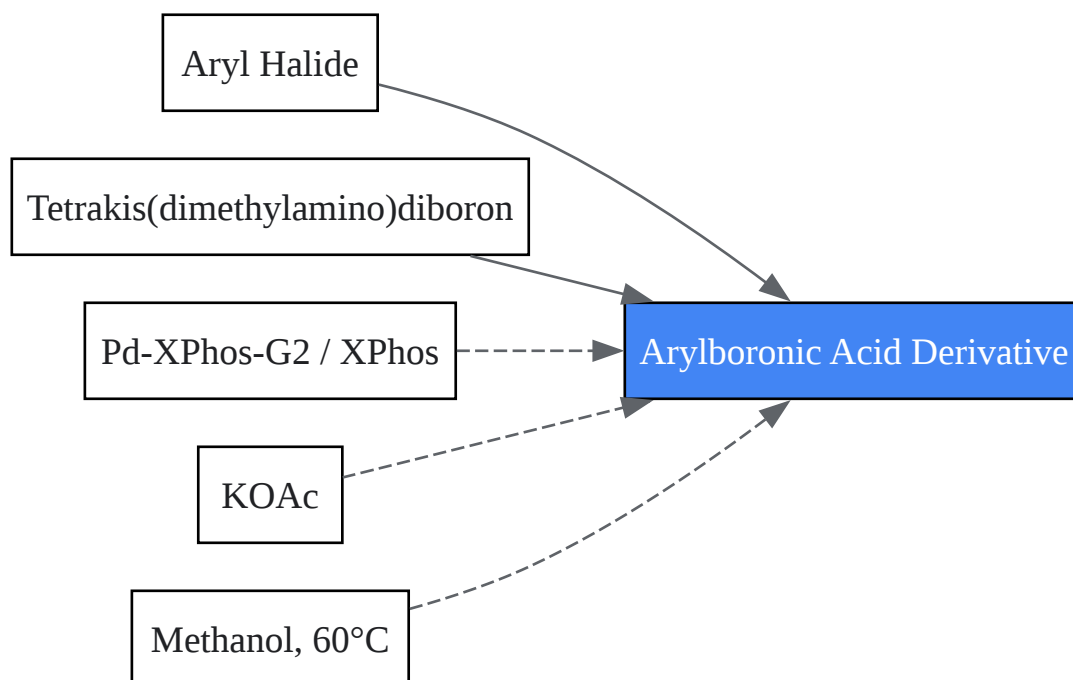 Aryl Halide
Tetrakis(dimethylamino)diboron
Pd-XPhos-G2 / XPhos
Arylboronic Acid Derivative
KOAc
Methanol, 60°C